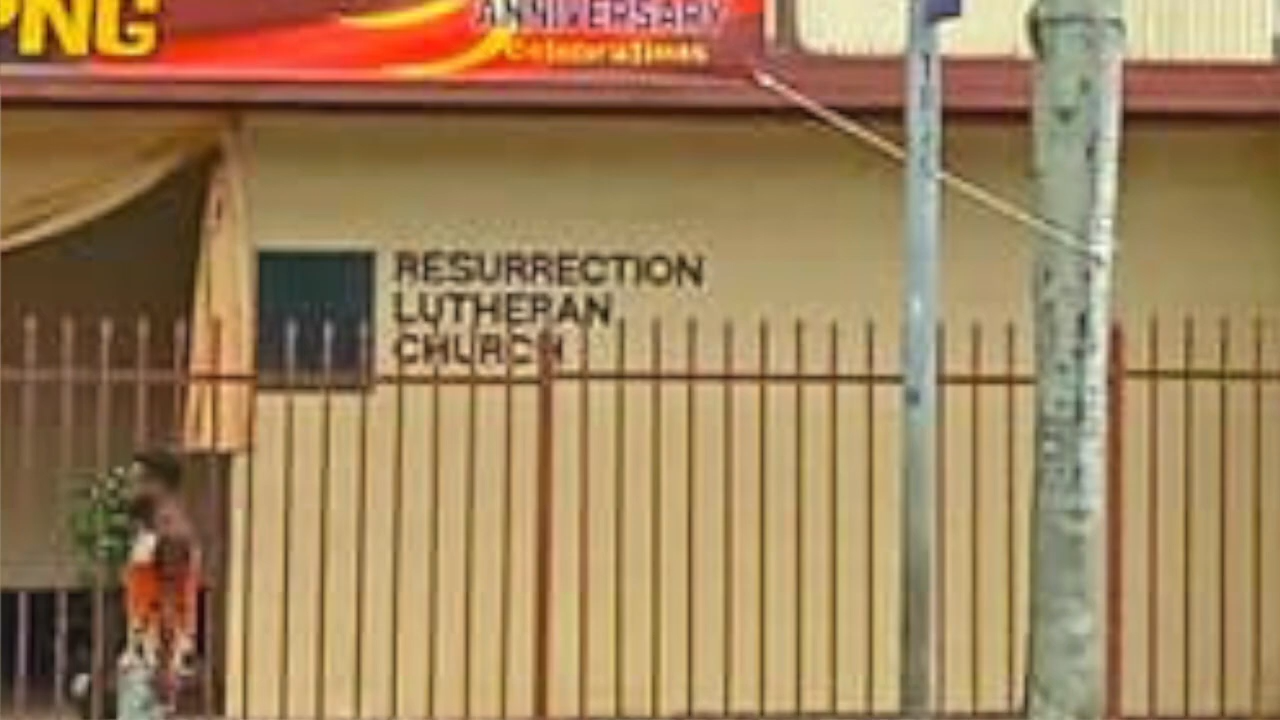 PNG
ANNIVERSARY
Celebrations
RESURRECTION
LUTHERAN
CHURCH